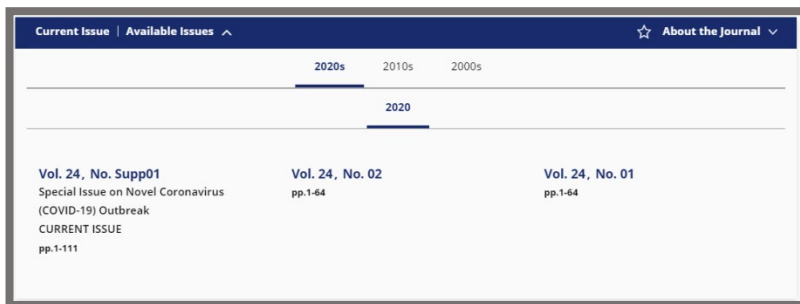 Current Issue | Available Issues
About the Journal
2020s 2010s 2000s
2020
Vol. 24, No. Supp01
Special Issue on Novel Coronavirus
(COVID-19) Outbreak
CURRENT ISSUE
pp.1-111
Vol. 24, No. 02
pp.1-64
Vol. 24, No. 01
pp.1-64